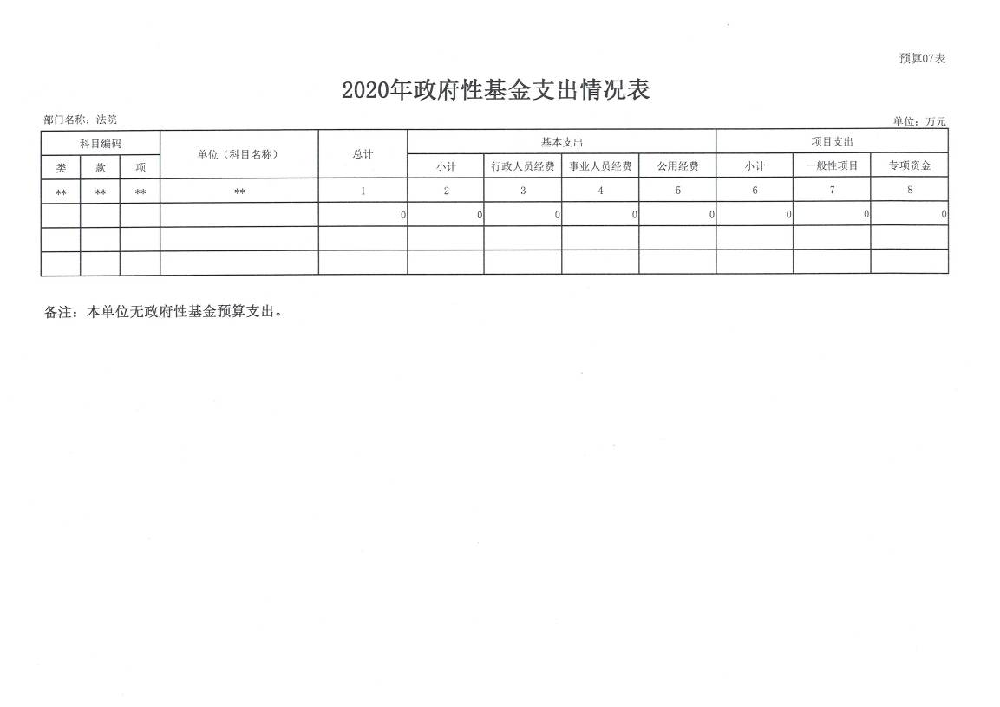 预算07表
2020年政府性基金支出情况表
部门名称：法院 单位：万元
科目编码 单位（科目名称） 总计 基本支出 项目支出
类 款 项 小计 行政人员经费 事业人员经费 公用经费 小计 一般性项目 专项资金
** ** ** ** 1 2 3 4 5 6 7 8
0 0 0 0 0 0 0 0
备注：本单位无政府性基金预算支出。